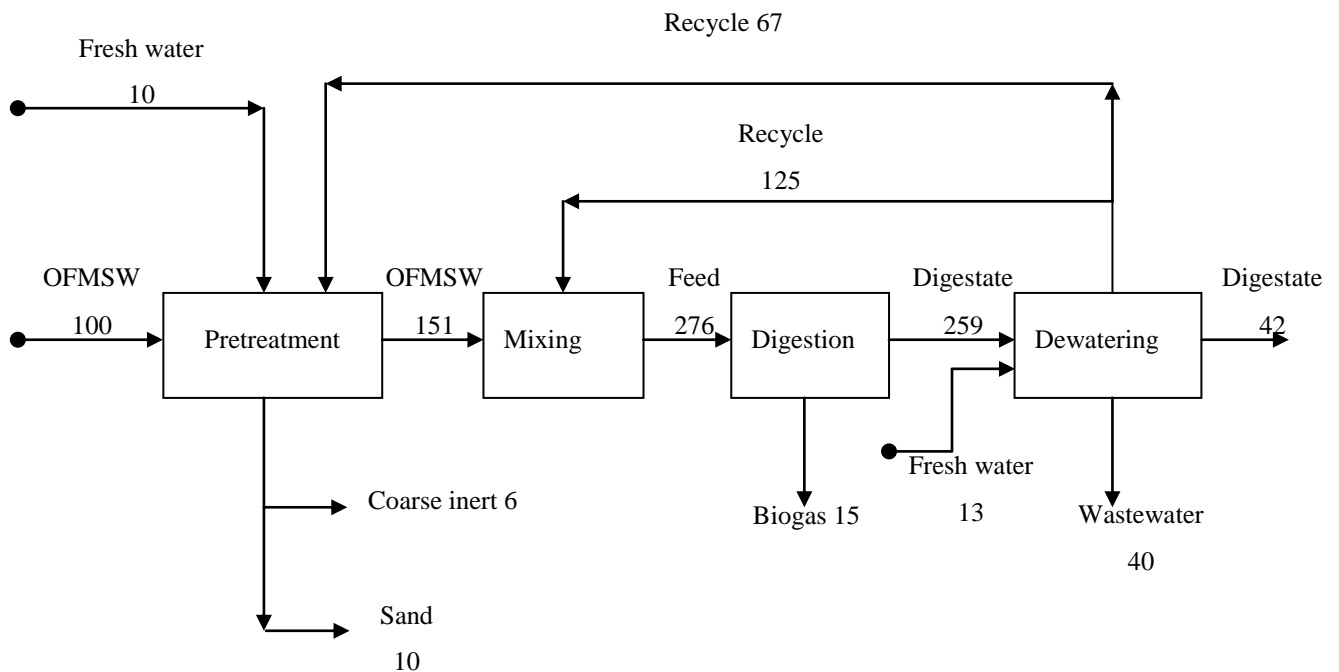 Recycle 67
Fresh water
10
Recycle
125
OFMSW
OFMSW
Feed
Digestate
Digestate
100
Pretreatment
151
Mixing
276
Digestion
259
Dewatering
42
Fresh water
13
Coarse inert 6
Biogas 15
Wastewater
40
Sand
10